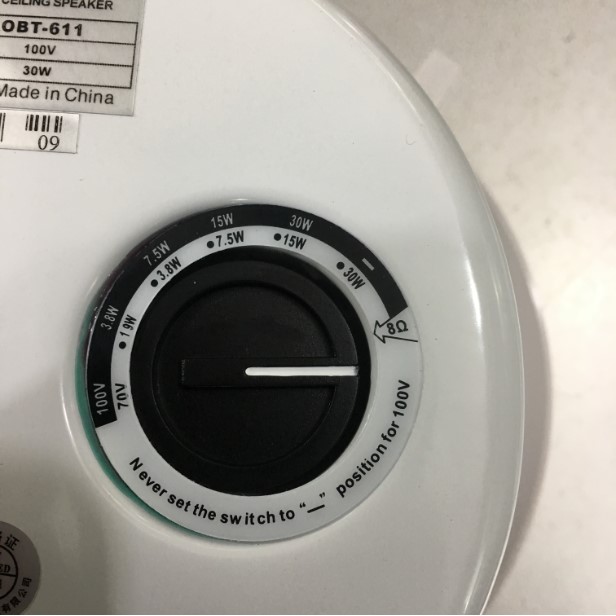 CEILING SPEAKER
OBT-611
100V
30W
Made in China
09
100V 3.8W 7.5W 15W 30W —
70V 1.9W 3.8W 7.5W 15W 30W
8Ω
Never set the switch to "—" position for 100V